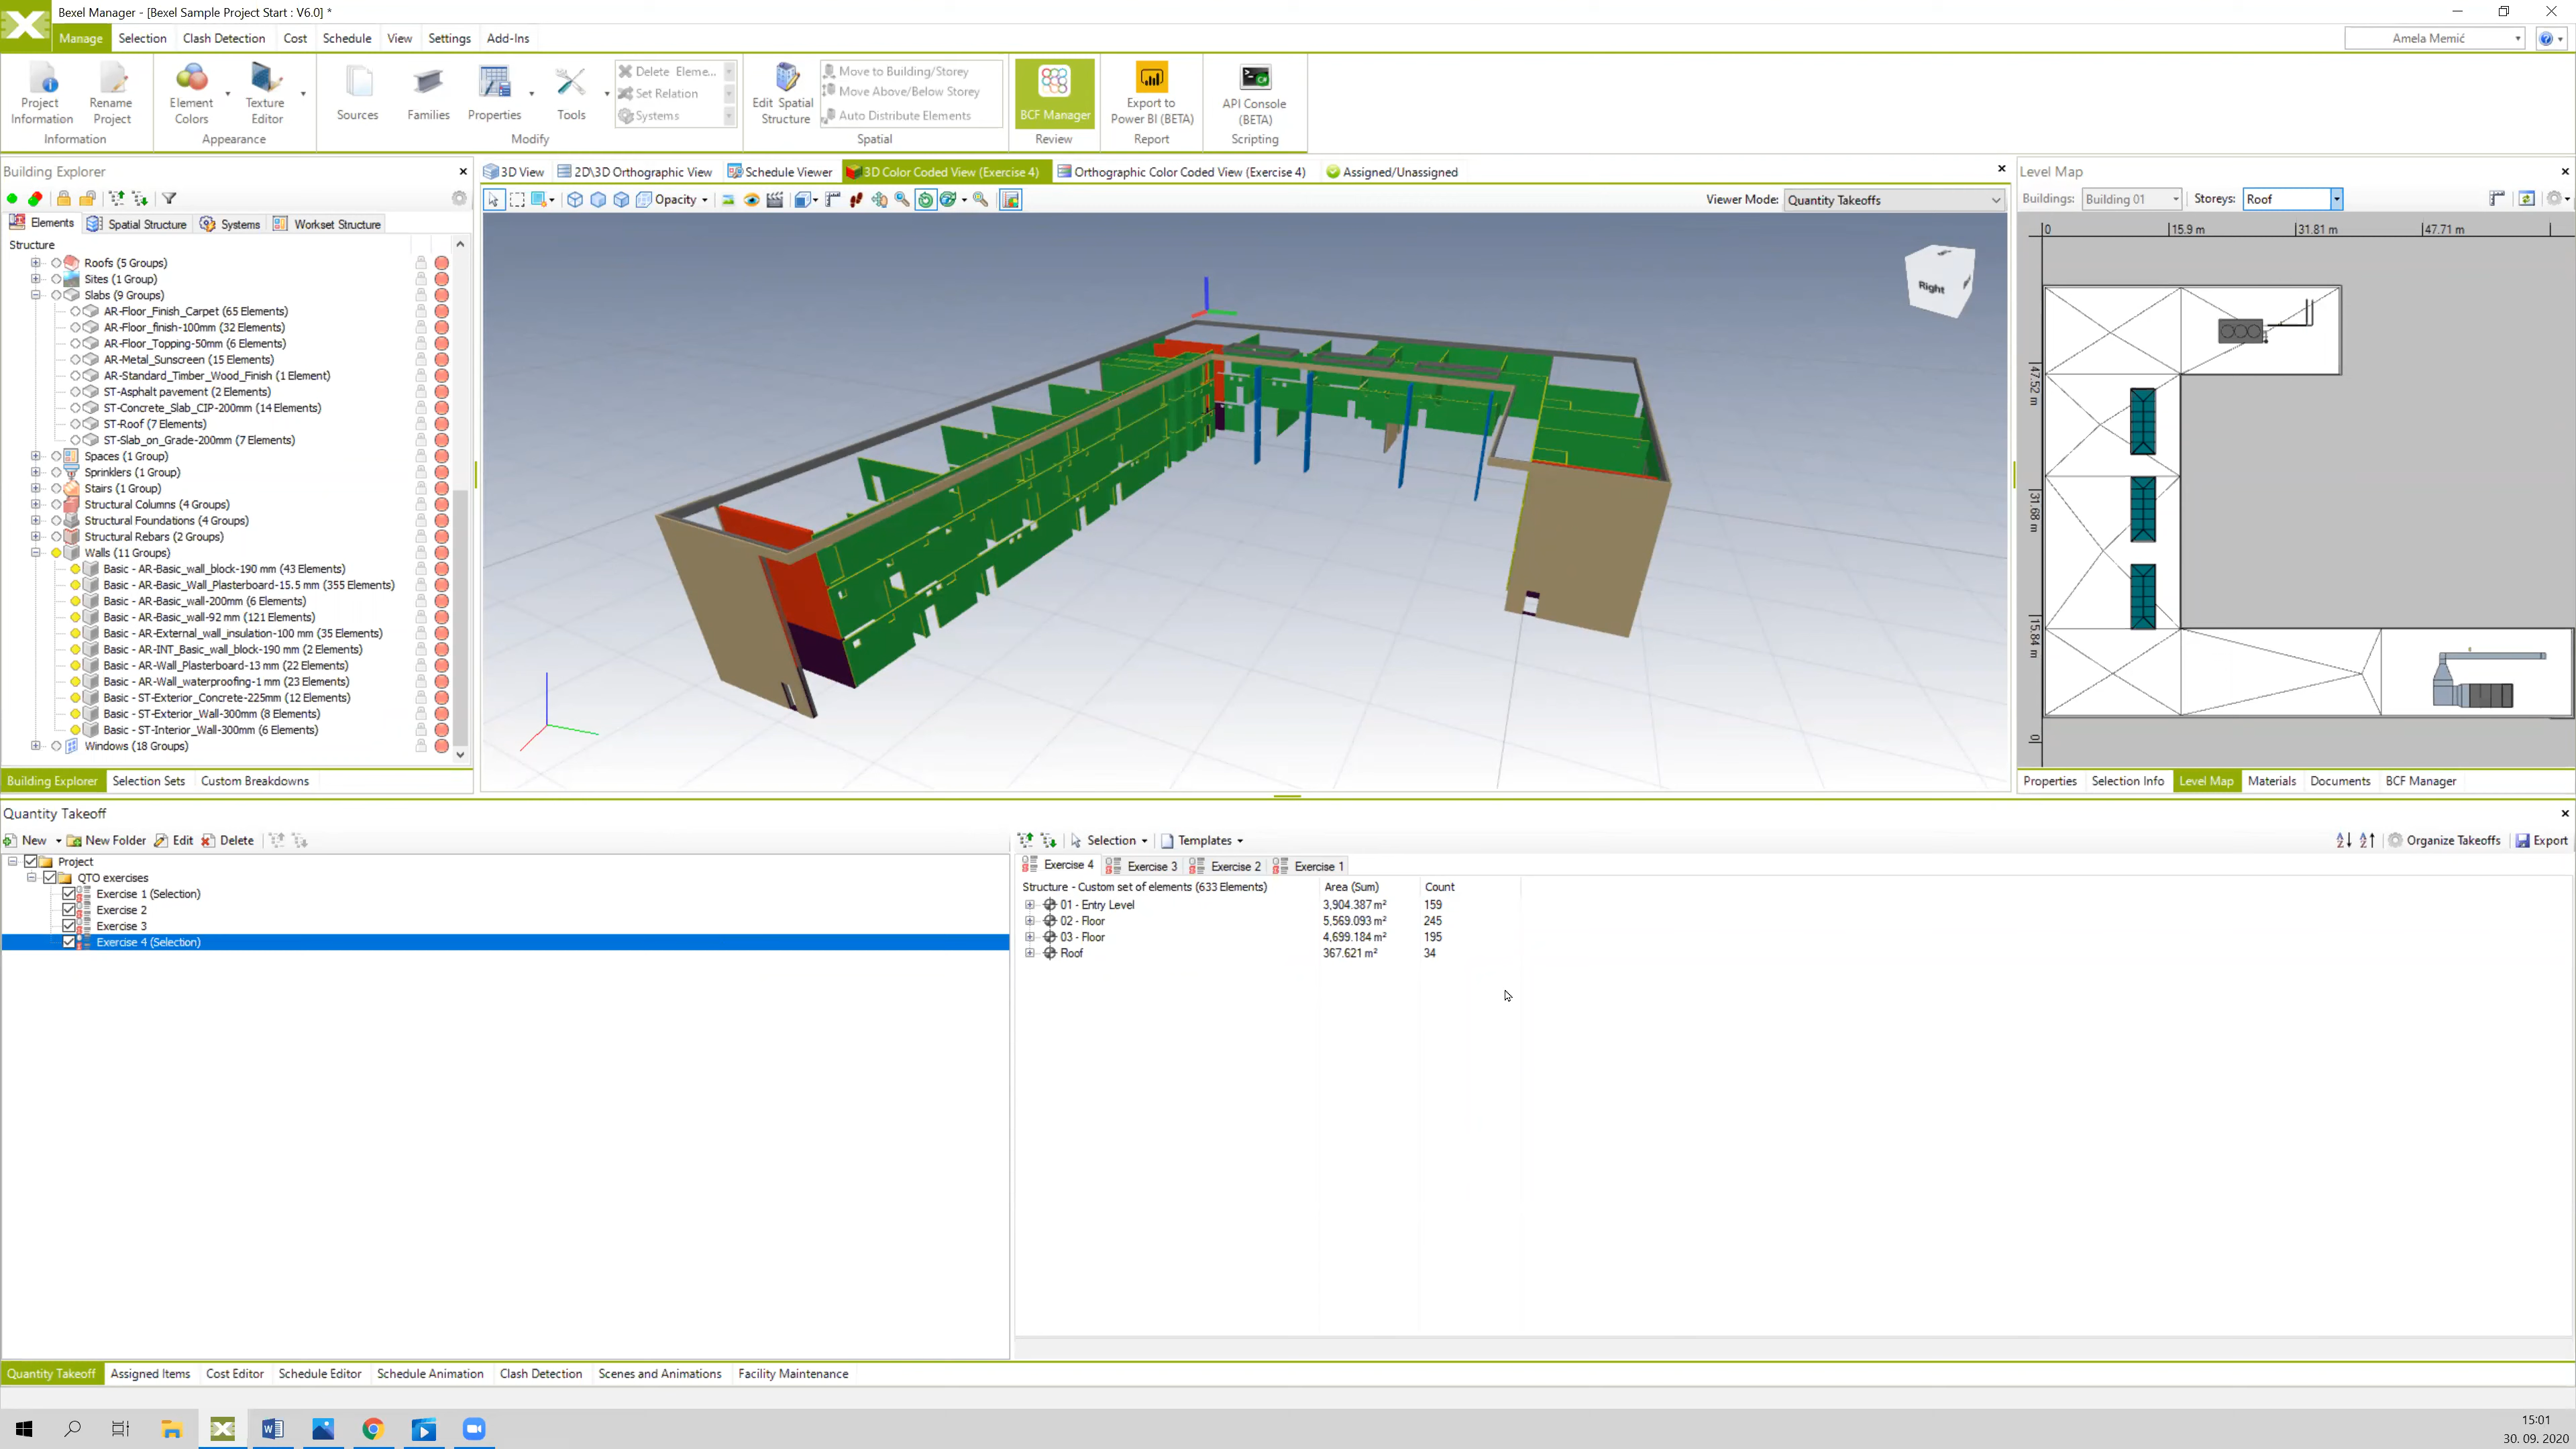 Bexel Manager - [Bexel Sample Project Start : V6.0] *
Manage Selection Clash Detection Cost Schedule View Settings Add-Ins
Amela Memić
Project Information
Rename Project
Information
Element Colors
Texture Editor
Appearance
Sources
Families
Properties
Tools
Delete Eleme...
Set Relation
Systems
Modify
Edit Spatial Structure
Move to Building/Storey
Move Above/Below Storey
Auto Distribute Elements
Spatial
BCF Manager
Review
Export to Power BI (BETA)
Report
API Console (BETA)
Scripting
Building Explorer
Elements Spatial Structure Systems Workset Structure
Structure
Roofs (5 Groups)
Sites (1 Group)
Slabs (9 Groups)
AR-Floor_Finish_Carpet (65 Elements)
AR-Floor_finish-100mm (32 Elements)
AR-Floor_Topping-50mm (6 Elements)
AR-Metal_Sunscreen (15 Elements)
AR-Standard_Timber_Wood_Finish (1 Element)
ST-Asphalt pavement (2 Elements)
ST-Concrete_Slab_CIP-200mm (14 Elements)
ST-Roof (7 Elements)
ST-Slab_on_Grade-200mm (7 Elements)
Spaces (1 Group)
Sprinklers (1 Group)
Stairs (1 Group)
Structural Columns (4 Groups)
Structural Foundations (4 Groups)
Structural Rebars (2 Groups)
Walls (11 Groups)
Basic - AR-Basic_wall_block-190 mm (43 Elements)
Basic - AR-Basic_Wall_Plasterboard-15.5 mm (355 Elements)
Basic - AR-Basic_wall-200mm (6 Elements)
Basic - AR-Basic_wall-92 mm (121 Elements)
Basic - AR-External_wall_insulation-100 mm (35 Elements)
Basic - AR-INT_Basic_wall_block-190 mm (2 Elements)
Basic - AR-Wall_Plasterboard-13 mm (22 Elements)
Basic - AR-Wall_waterproofing-1 mm (23 Elements)
Basic - ST-Exterior_Concrete-225mm (12 Elements)
Basic - ST-Exterior_Wall-300mm (8 Elements)
Basic - ST-Interior_Wall-300mm (6 Elements)
Windows (18 Groups)
Building Explorer Selection Sets Custom Breakdowns
3D View 2D\3D Orthographic View Schedule Viewer 3D Color Coded View (Exercise 4) Orthographic Color Coded View (Exercise 4) Assigned/Unassigned
Opacity
Viewer Mode: Quantity Takeoffs
Right
Level Map
Buildings: Building 01 Storeys: Roof
0 15.9 m 31.81 m 47.71 m
47.52 m
31.68 m
15.84 m
0
Properties Selection Info Level Map Materials Documents BCF Manager
Quantity Takeoff
New New Folder Edit Delete
Project
QTO exercises
Exercise 1 (Selection)
Exercise 2
Exercise 3
Exercise 4 (Selection)
Selection Templates
Organize Takeoffs Export
Exercise 4 Exercise 3 Exercise 2 Exercise 1
Structure - Custom set of elements (633 Elements) Area (Sum) Count
01 - Entry Level 3,904.387 m² 159
02 - Floor 5,569.093 m² 245
03 - Floor 4,699.184 m² 195
Roof 367.621 m² 34
Quantity Takeoff Assigned Items Cost Editor Schedule Editor Schedule Animation Clash Detection Scenes and Animations Facility Maintenance
15:01
30. 09. 2020